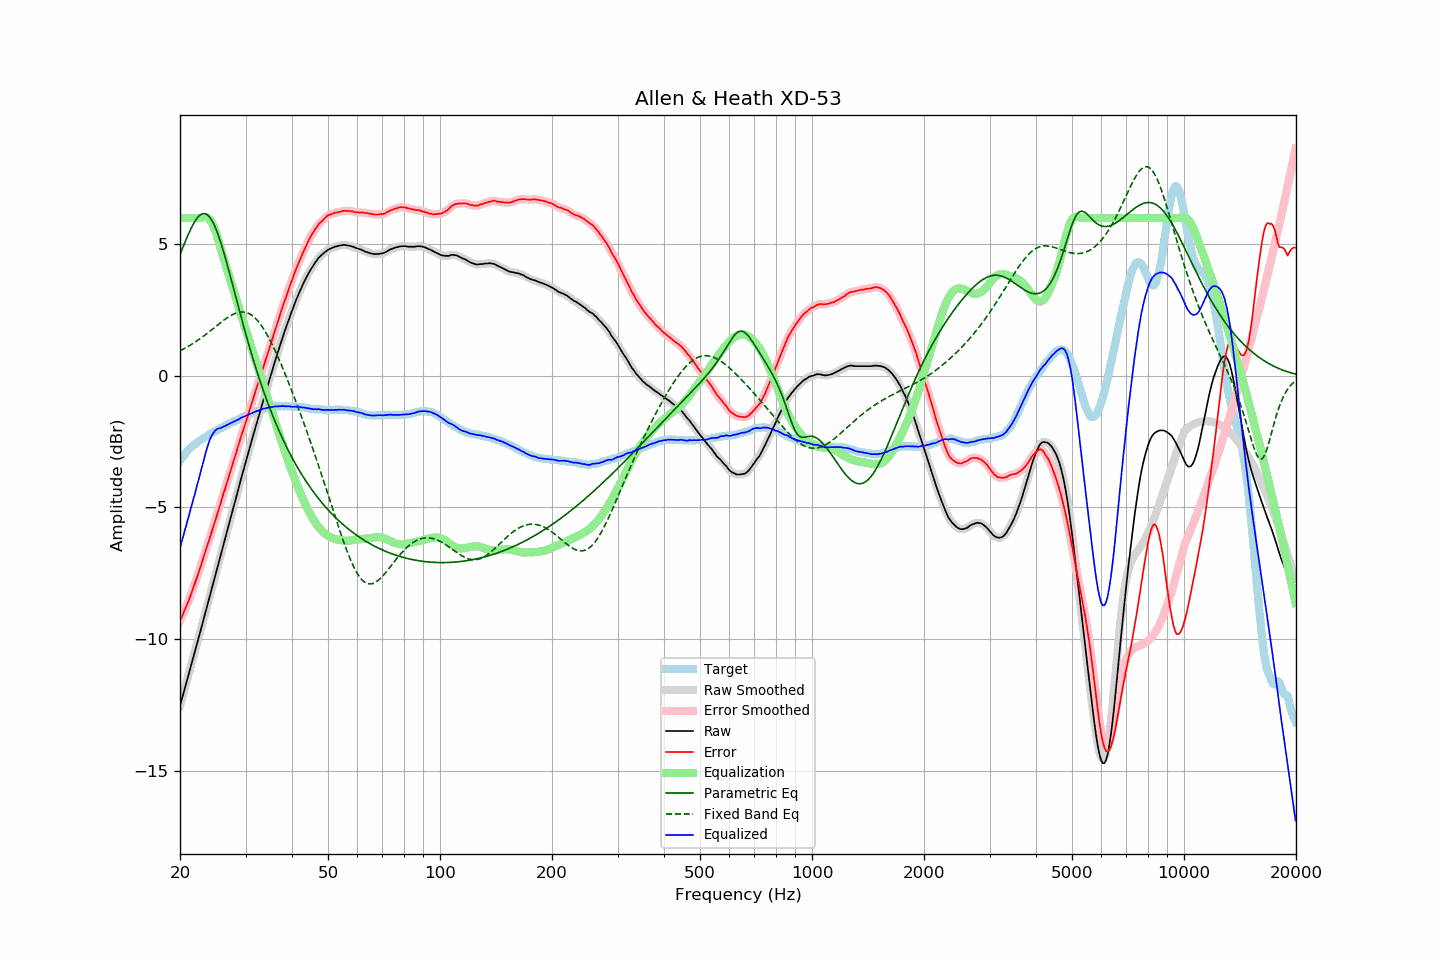 Allen & Heath XD-53
Amplitude (dBr)
5
0
−5
−10
−15
20
50
100
200
500
1000
2000
5000
10000
20000
Frequency (Hz)
Target
Raw Smoothed
Error Smoothed
Raw
Error
Equalization
Parametric Eq
Fixed Band Eq
Equalized